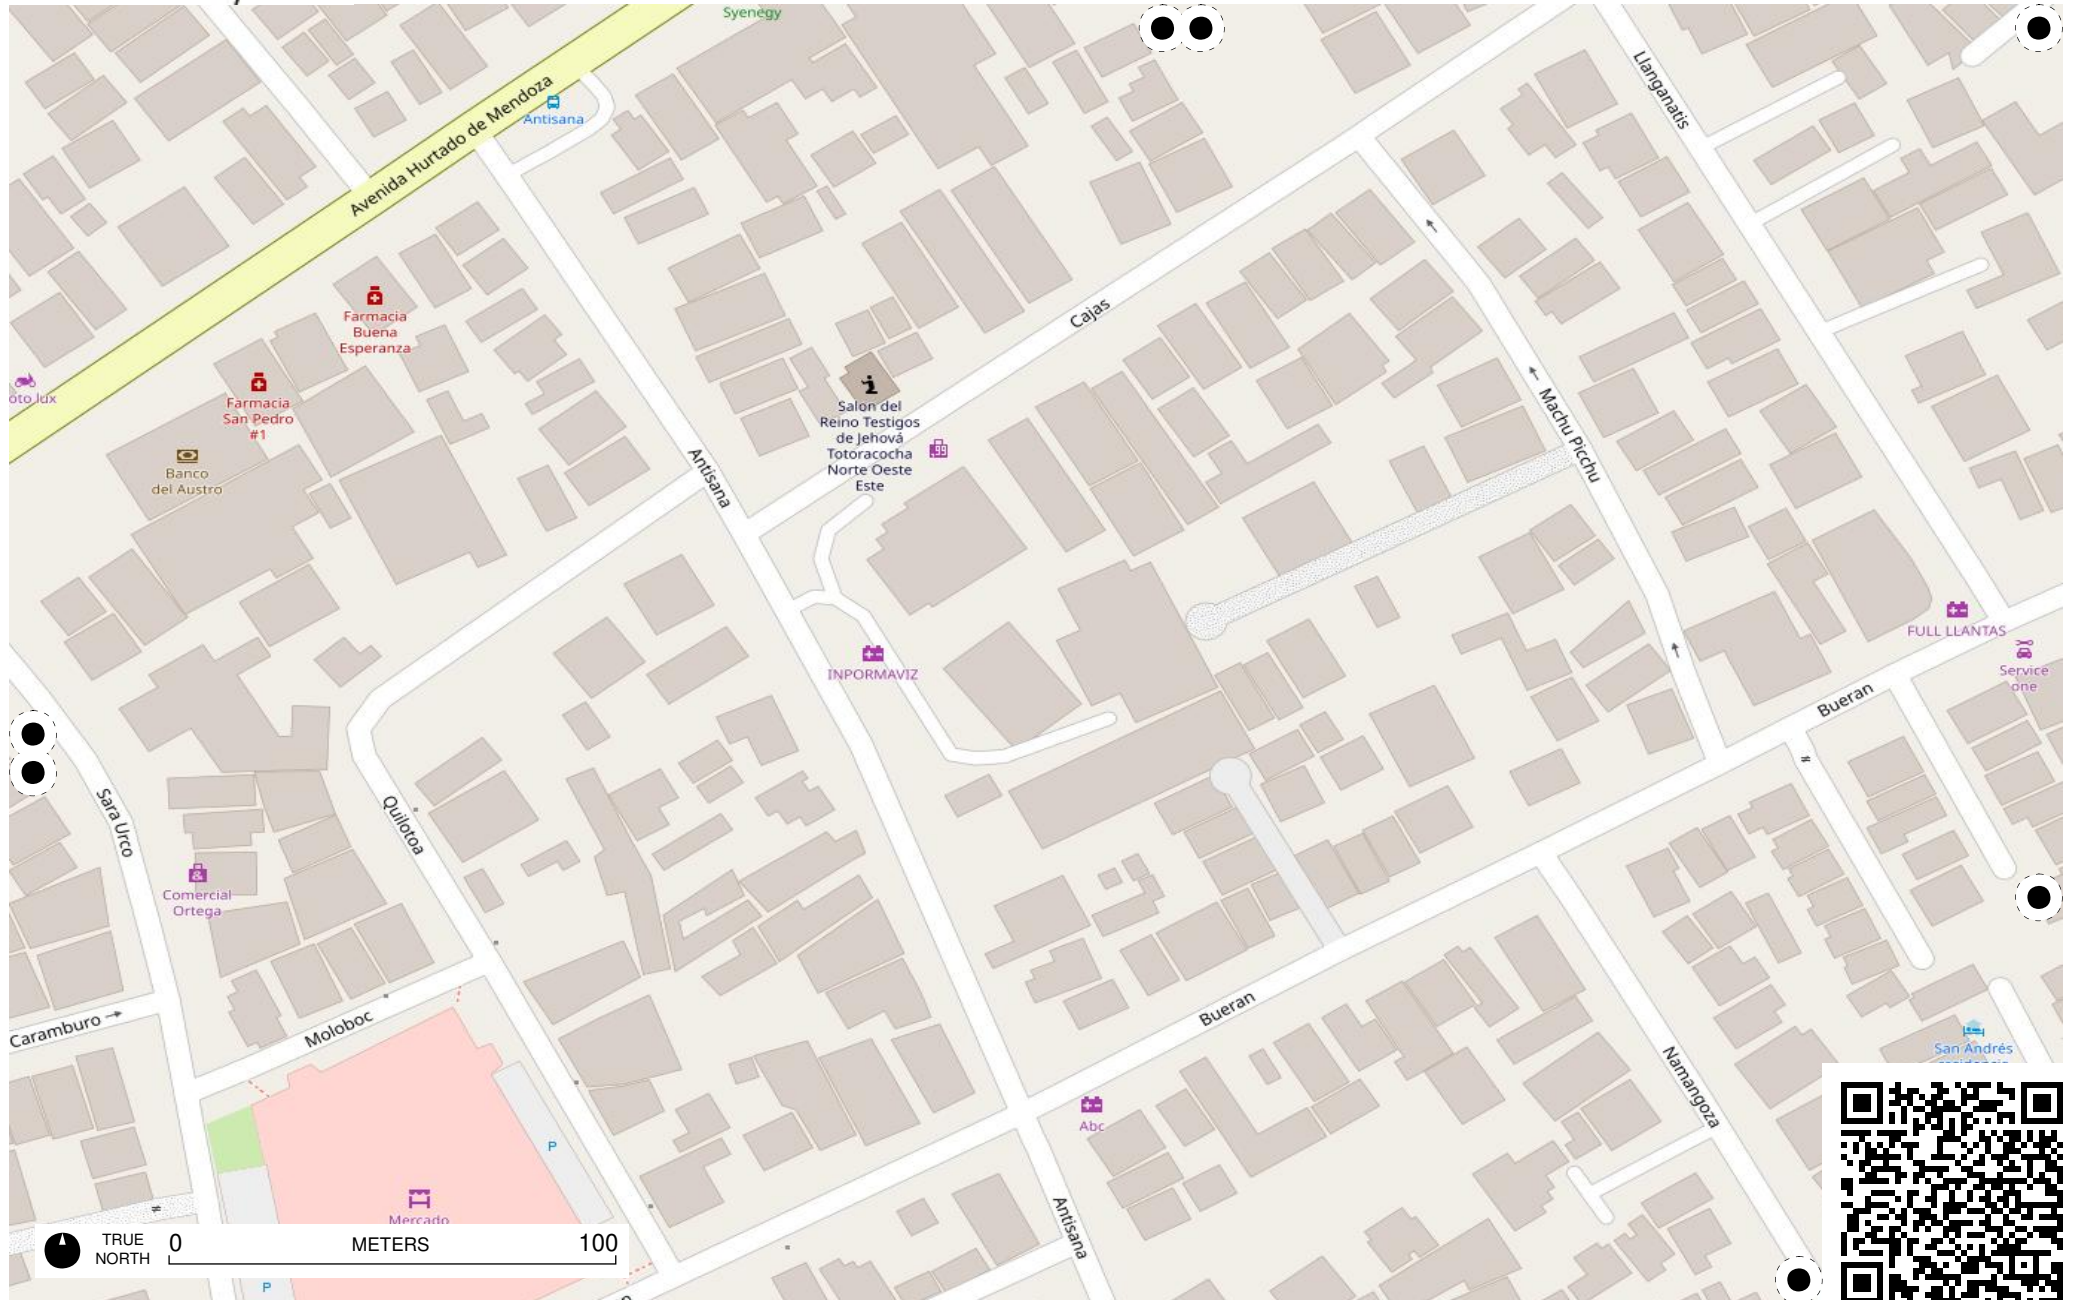 Syenegy
Llanganatis
Avenida Hurtado de Mendoza
Antisana
Farmacia
Buena
Esperanza
Cajas
oto lux
Farmacia
San Pedro
#1
Salon del
Reino Testigos
de Jehová
Totoracocha
Norte Oeste
Este
Machu Picchu
Banco
del Austro
Antisana
FULL LLANTAS
Service
one
INPORMAVIZ
Bueran
Sara Urco
Quilotoa
Comercial
Ortega
Caramburo
Moloboc
Bueran
San Andrés
Namangoza
Abc
P
Mercado
Antisana
TRUE
NORTH
0
METERS
100
P